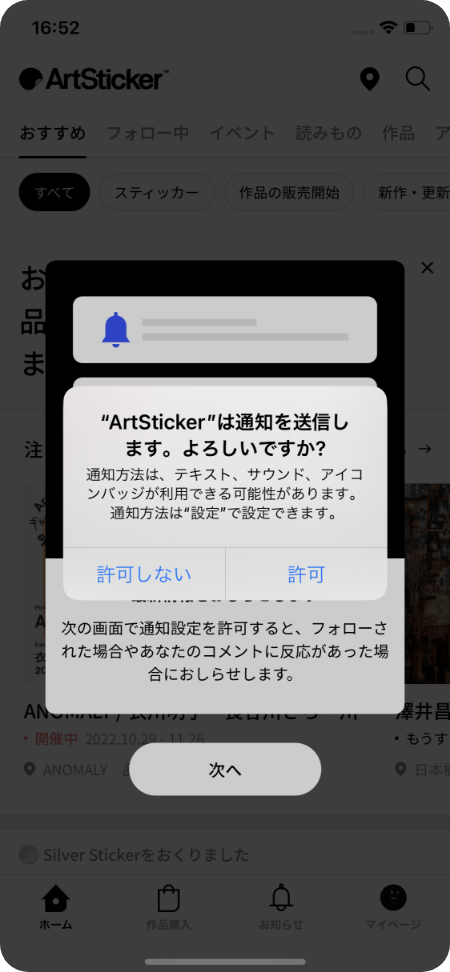 16:52
ArtSticker™
おすすめ フォロー中 イベント 読みもの 作品 ア
すべて スティッカー 作品の販売開始 新作・更新
お
品
ま
“ArtSticker”は通知を送信し
ます。よろしいですか?
通知方法は、テキスト、サウンド、アイコ
ンバッジが利用できる可能性があります。
通知方法は“設定”で設定できます。
注
許可しない 許可
次の画面で通知設定を許可すると、フォローさ
れた場合やあなたのコメントに反応があった場
合におしらせします。
ANOMALY / 澤井昌
・開催中 2022.10.29 - 11.26 ・もうす
ANOMALY 日本橋
次へ
Silver Stickerをおくりました
ホーム 作品購入 お知らせ マイページ